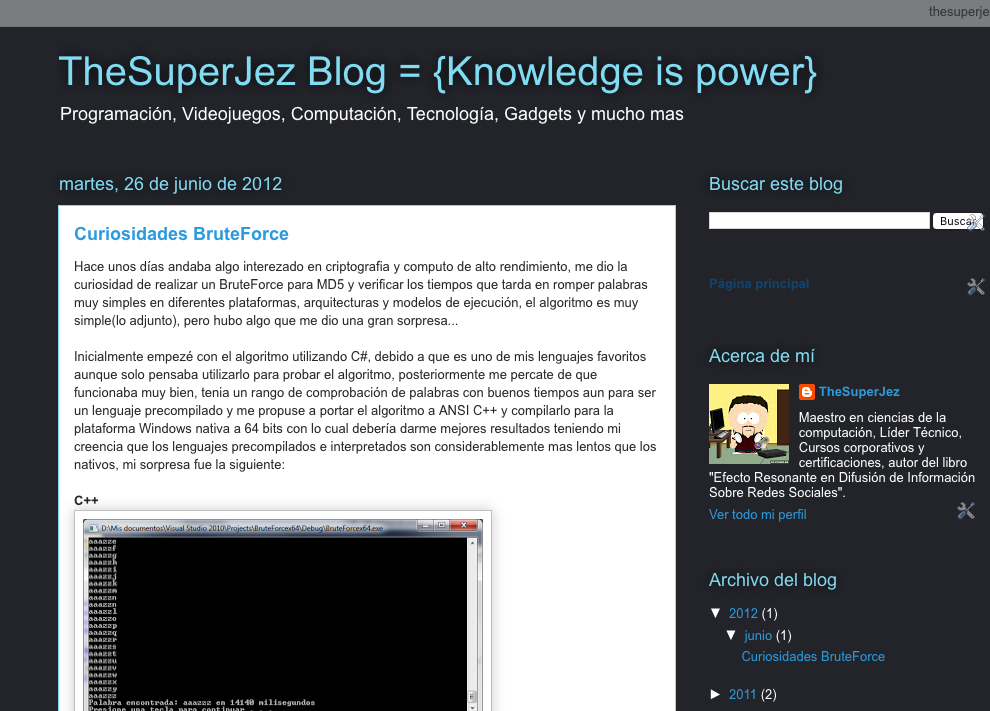 thesuperje
TheSuperJez Blog = {Knowledge is power}
Programación, Videojuegos, Computación, Tecnología, Gadgets y mucho mas
martes, 26 de junio de 2012
Curiosidades BruteForce
Hace unos días andaba algo interezado en criptografia y computo de alto rendimiento, me dio la
curiosidad de realizar un BruteForce para MD5 y verificar los tiempos que tarda en romper palabras
muy simples en diferentes plataformas, arquitecturas y modelos de ejecución, el algoritmo es muy
simple(lo adjunto), pero hubo algo que me dio una gran sorpresa...
Inicialmente empezé con el algoritmo utilizando C#, debido a que es uno de mis lenguajes favoritos
aunque solo pensaba utilizarlo para probar el algoritmo, posteriormente me percate de que
funcionaba muy bien, tenia un rango de comprobación de palabras con buenos tiempos aun para ser
un lenguaje precompilado y me propuse a portar el algoritmo a ANSI C++ y compilarlo para la
plataforma Windows nativa a 64 bits con lo cual debería darme mejores resultados teniendo mi
creencia que los lenguajes precompilados e interpretados son considerablemente mas lentos que los
nativos, mi sorpresa fue la siguiente:
C++
D:\Mis documentos\Visual Studio 2010\Projects\BruteForcex64\Debug\BruteForcex64.exe
aaazze
aaazzf
aaazzg
aaazzh
aaazzi
aaazzj
aaazzk
aaazzm
aaazzn
aaazzn
aaazzl
aaazzo
aaazzp
aaazzq
aaazzr
aaazzs
aaazzt
aaazzu
aaazzv
aaazzw
aaazzx
aaazzy
aaazzz
Palabra encontrada: aaazzz en 14140 milisegundos
Presione una tecla para continuar . . .
Buscar este blog
Buscar
Página principal
Acerca de mí
TheSuperJez
Maestro en ciencias de la
computación, Líder Técnico,
Cursos corporativos y
certificaciones, autor del libro
"Efecto Resonante en Difusión de Información
Sobre Redes Sociales".
Ver todo mi perfil
Archivo del blog
▼ 2012 (1)
▼ junio (1)
Curiosidades BruteForce
► 2011 (2)